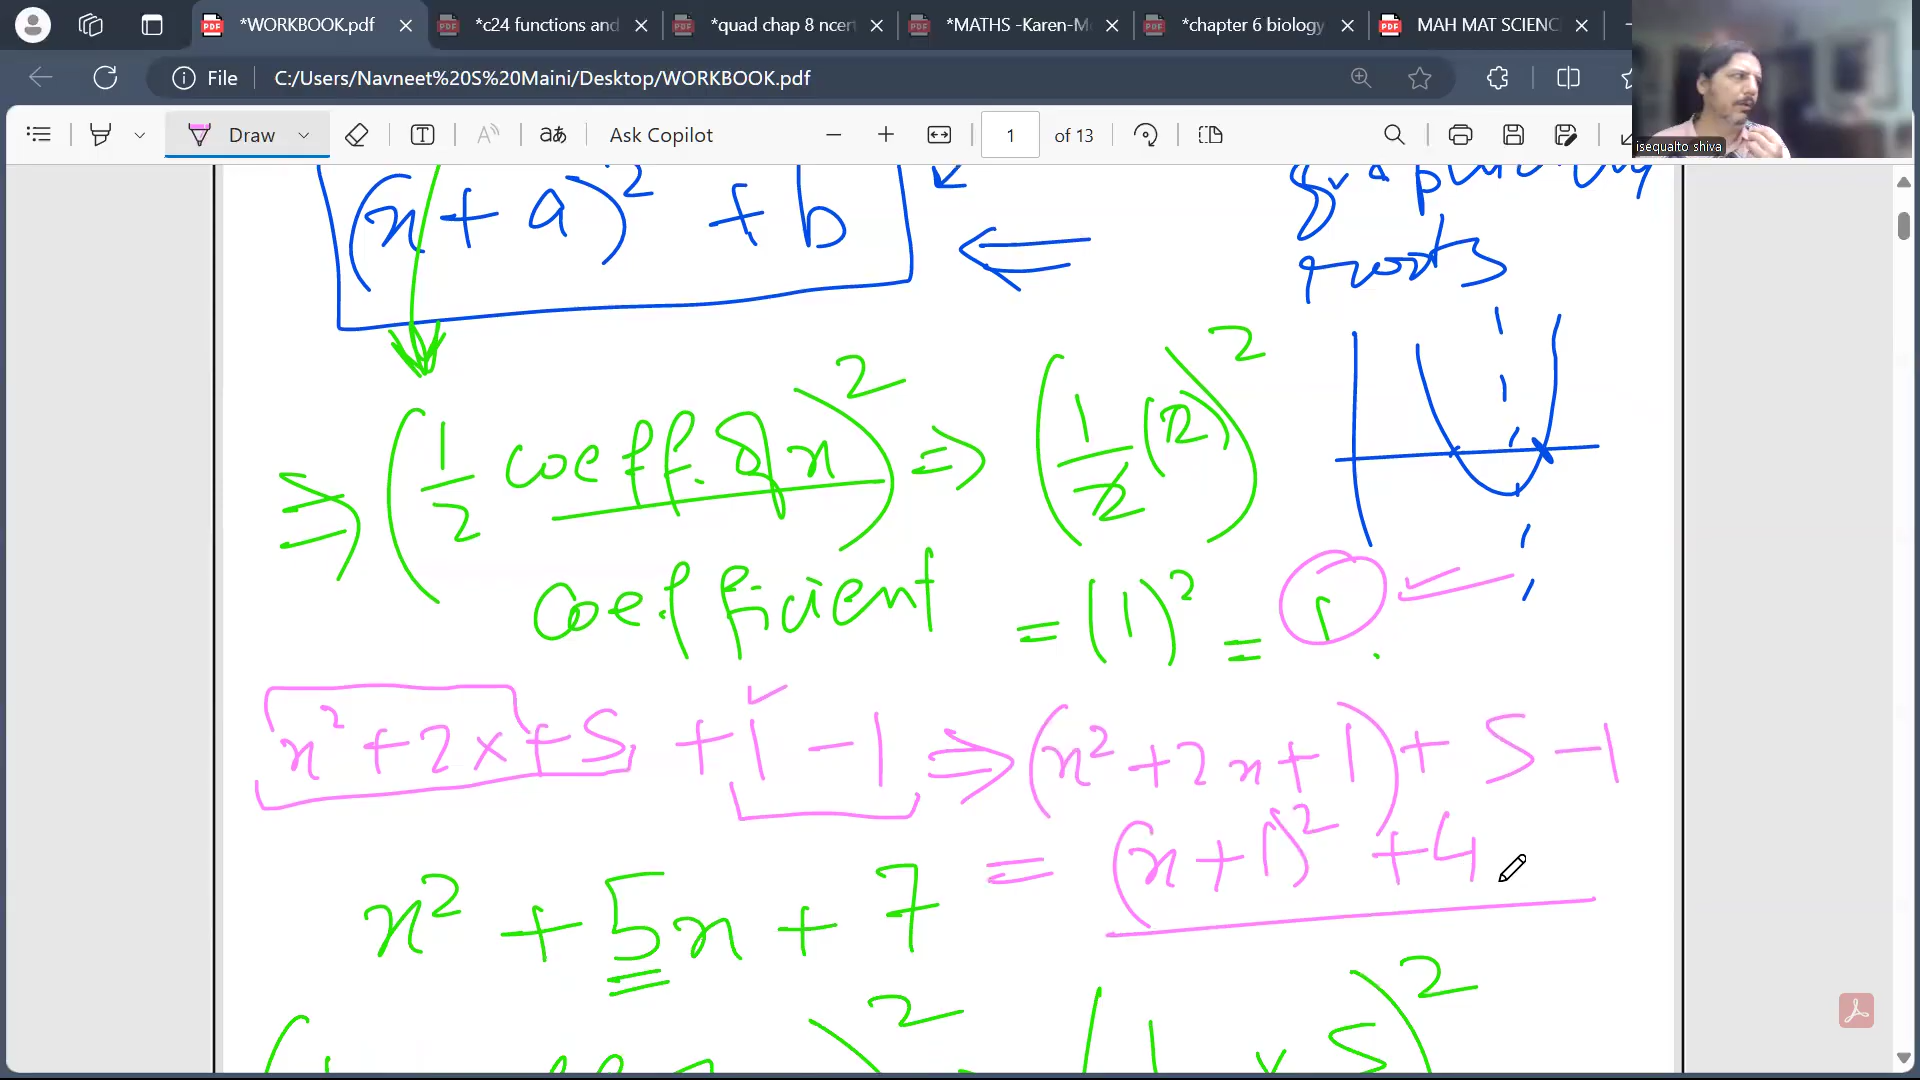 *WORKBOOK.pdf
*c24 functions and
*quad chap 8 ncert
*MATHS -Karen-M
*chapter 6 biology
MAH MAT SCIENC
File
C:/Users/Navneet%20S%20Maini/Desktop/WORKBOOK.pdf
Draw
aあ
Ask Copilot
1 of 13
isequalto shiva
(x + a)² + b
roots
⇒ (1/2 coeff. of x)² ⇒ (1/2 (2))²
coefficient = (1)² = 1
x² + 2x + 5 + 1 - 1 ⇒ (x² + 2x + 1) + 5 - 1
= (x + 1)² + 4
x² + 5x + 7